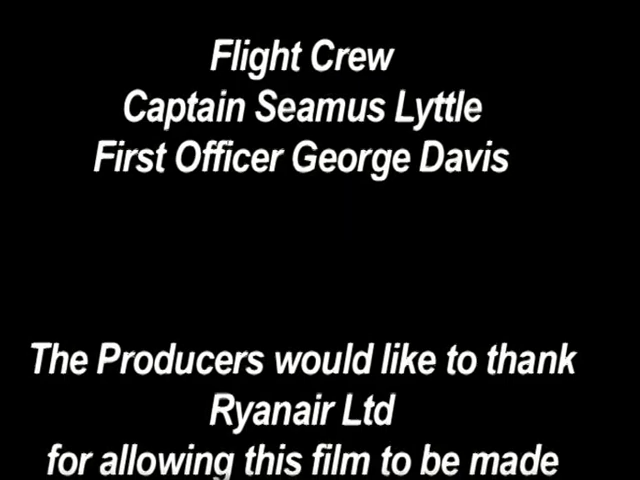 Flight Crew
Captain Seamus Lyttle
First Officer George Davis
The Producers would like to thank
Ryanair Ltd
for allowing this film to be made